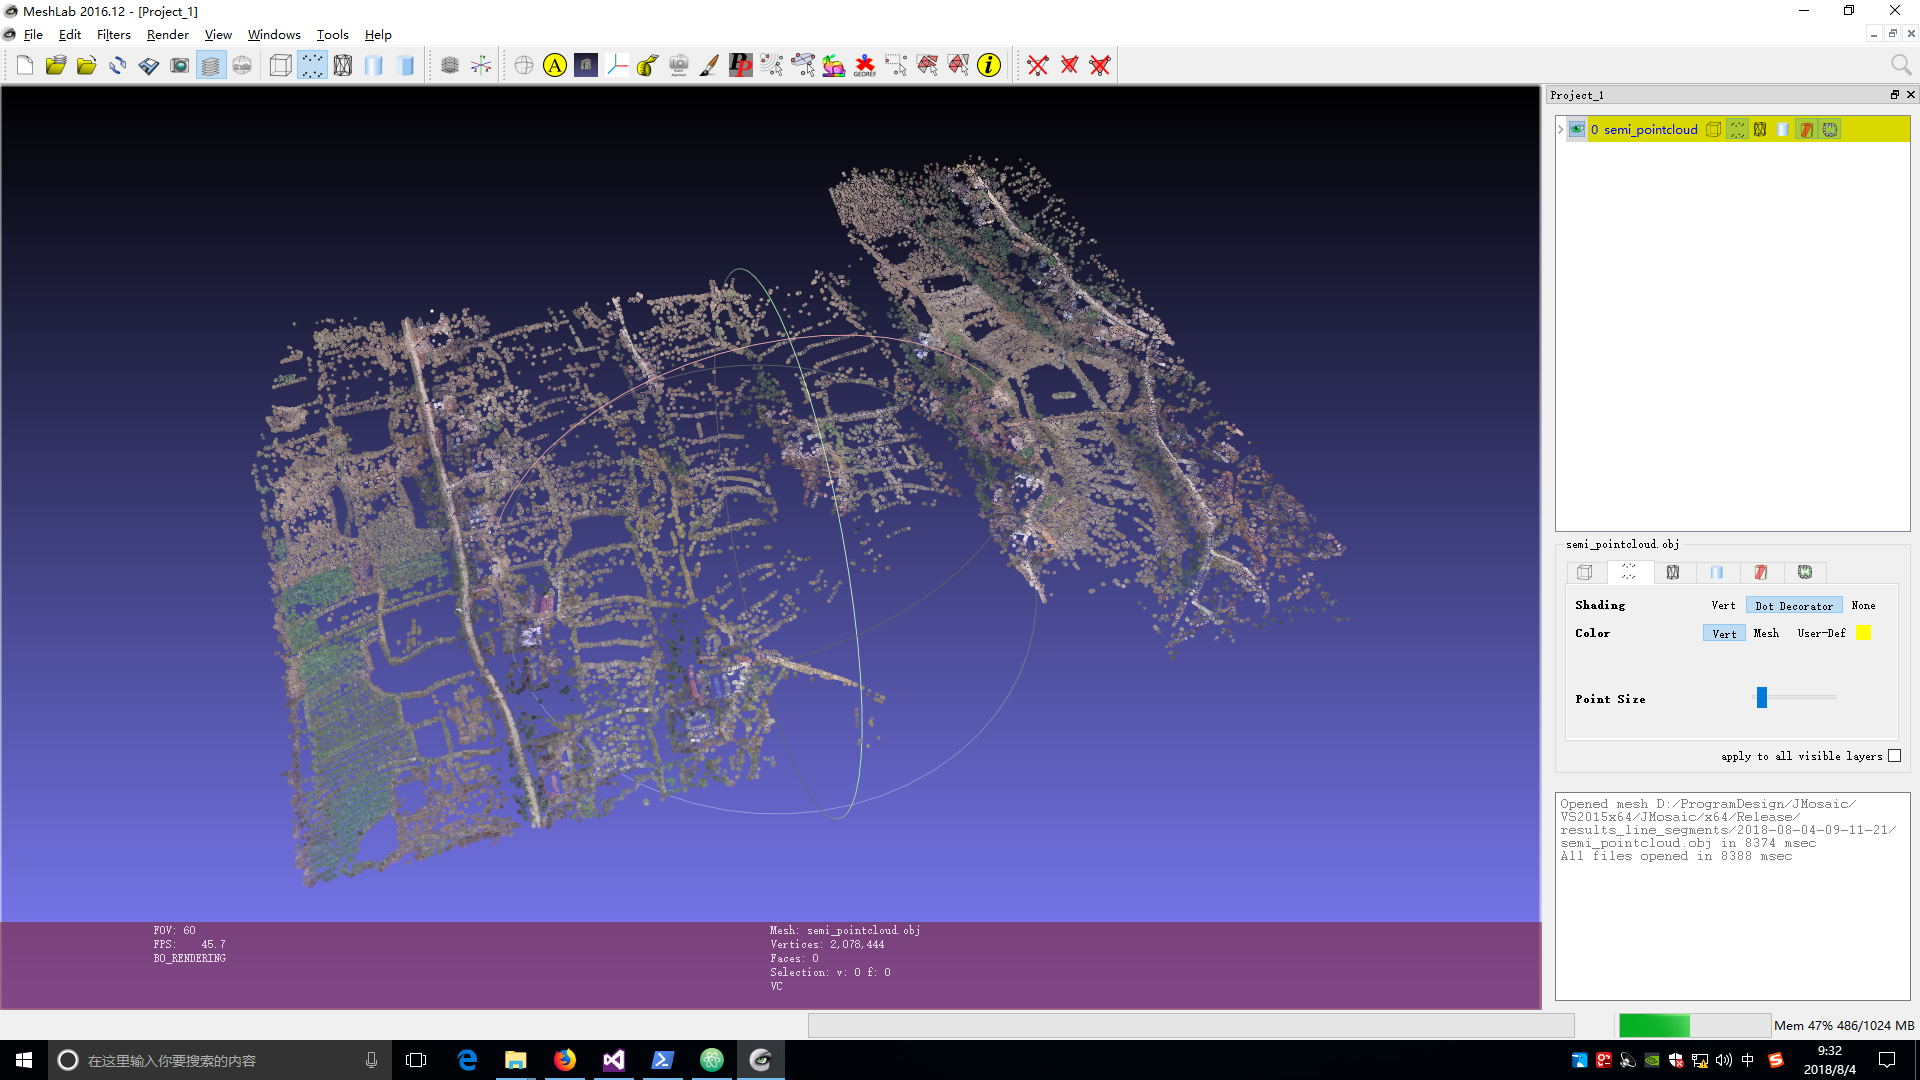 MeshLab 2016.12 - [Project_1]
File Edit Filters Render View Windows Tools Help
A
PP
GEOREF
i
Project_1
0 semi_pointcloud
semi_pointcloud.obj
Shading Vert Dot Decorator None
Color Vert Mesh User-Def
Point Size
apply to all visible layers
Opened mesh D:/ProgramDesign/JMosaic/
VS2015x64/JMosaic/x64/Release/
results_line_segments/2018-08-04-09-11-21/
semi_pointcloud.obj in 8374 msec
All files opened in 8388 msec
FOV: 60
FPS: 45.7
BO_RENDERING
Mesh: semi_pointcloud.obj
Vertices: 2,078,444
Faces: 0
Selection: v: 0 f: 0
VC
Mem 47% 486/1024 MB
在这里输入你要搜索的内容
中
9:32
2018/8/4